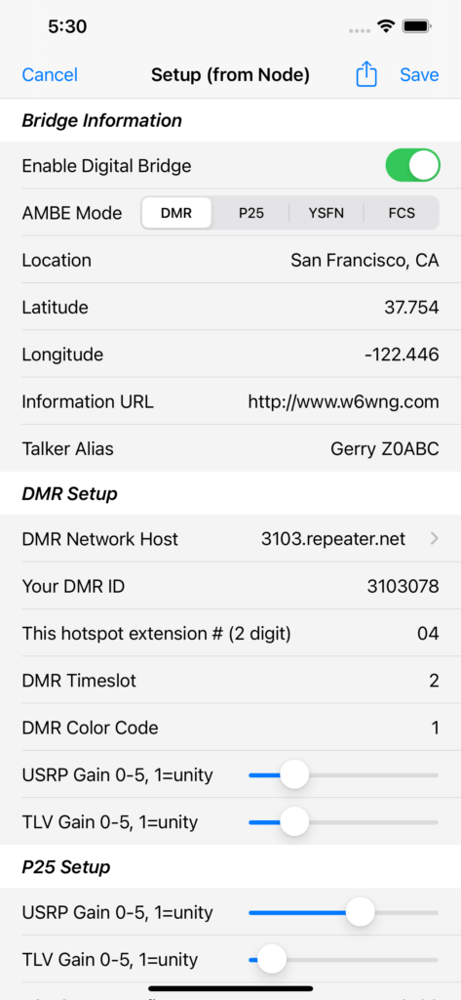 5:30
Cancel Setup (from Node) Save
Bridge Information
Enable Digital Bridge
AMBE Mode DMR P25 YSFN FCS
Location San Francisco, CA
Latitude 37.754
Longitude -122.446
Information URL http://www.w6wng.com
Talker Alias Gerry Z0ABC
DMR Setup
DMR Network Host 3103.repeater.net
Your DMR ID 3103078
This hotspot extension # (2 digit) 04
DMR Timeslot 2
DMR Color Code 1
USRP Gain 0-5, 1=unity
TLV Gain 0-5, 1=unity
P25 Setup
USRP Gain 0-5, 1=unity
TLV Gain 0-5, 1=unity